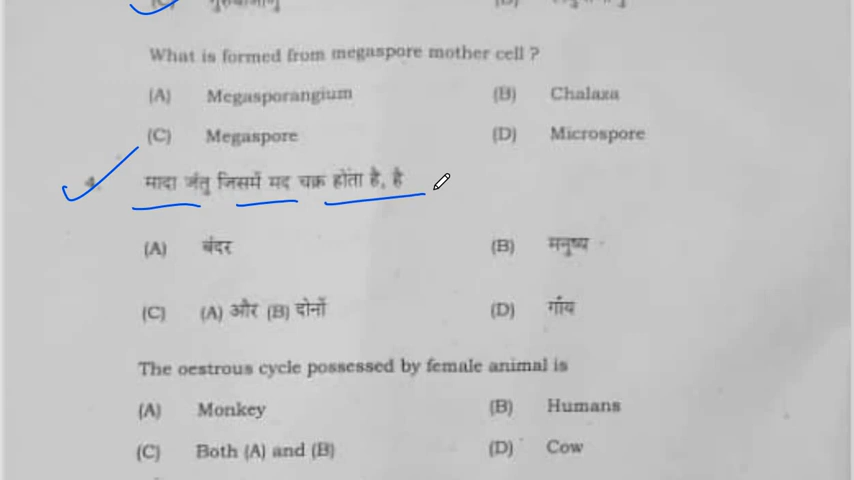 (C) गुरुबीजाणु (D)
What is formed from megaspore mother cell ?
(A) Megasporangium (B) Chalaza
(C) Megaspore (D) Microspore
4. मादा जंतु जिसमें मद चक्र होता है, है
(A) बंदर (B) मनुष्य
(C) (A) और (B) दोनों (D) गाँय
The oestrous cycle possessed by female animal is
(A) Monkey (B) Humans
(C) Both (A) and (B) (D) Cow